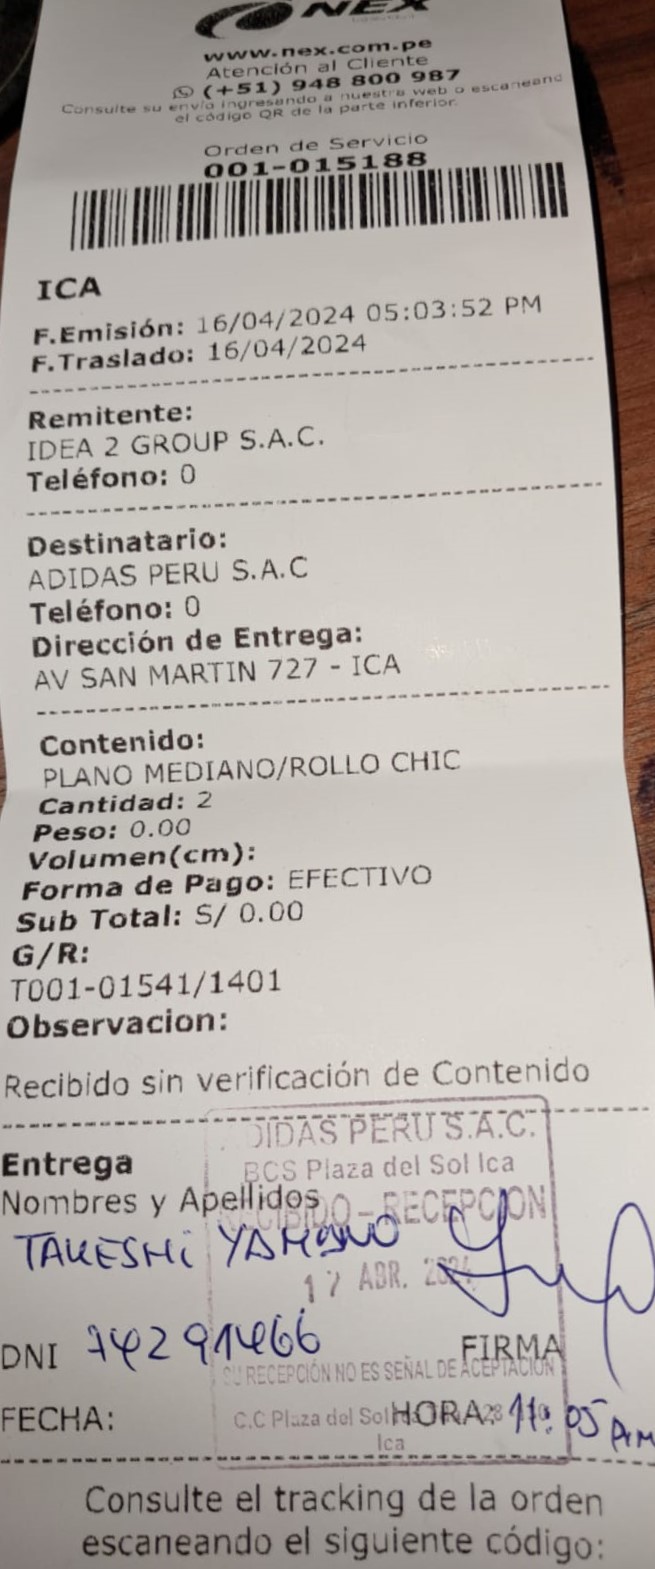 NEX
www.nex.com.pe
Atención al Cliente
(+51) 948 800 987
Consulte su envío ingresando a nuestra web o escaneand
el código QR de la parte inferior.
Orden de Servicio
001-015188
ICA
F.Emisión: 16/04/2024 05:03:52 PM
F.Traslado: 16/04/2024
Remitente:
IDEA 2 GROUP S.A.C.
Teléfono: 0
Destinatario:
ADIDAS PERU S.A.C
Teléfono: 0
Dirección de Entrega:
AV SAN MARTIN 727 - ICA
Contenido:
PLANO MEDIANO/ROLLO CHIC
Cantidad: 2
Peso: 0.00
Volumen(cm):
Forma de Pago: EFECTIVO
Sub Total: S/ 0.00
G/R:
T001-01541/1401
Observacion:
Recibido sin verificación de Contenido
DIDAS PERU S.A.C.
Entrega
BCS Plaza del Sol Ica
Nombres y Apellidos
RECIBIDO - RECEPCION
TAKESHI
17 ABR. 2024
DNI 74291466
FIRMA
SU RECEPCIÓN NO ES SEÑAL DE ACEPTACIÓN
FECHA:
C.C Plaza del Sol
HORA: 11:05 AM
Ica
Consulte el tracking de la orden
escaneando el siguiente código: